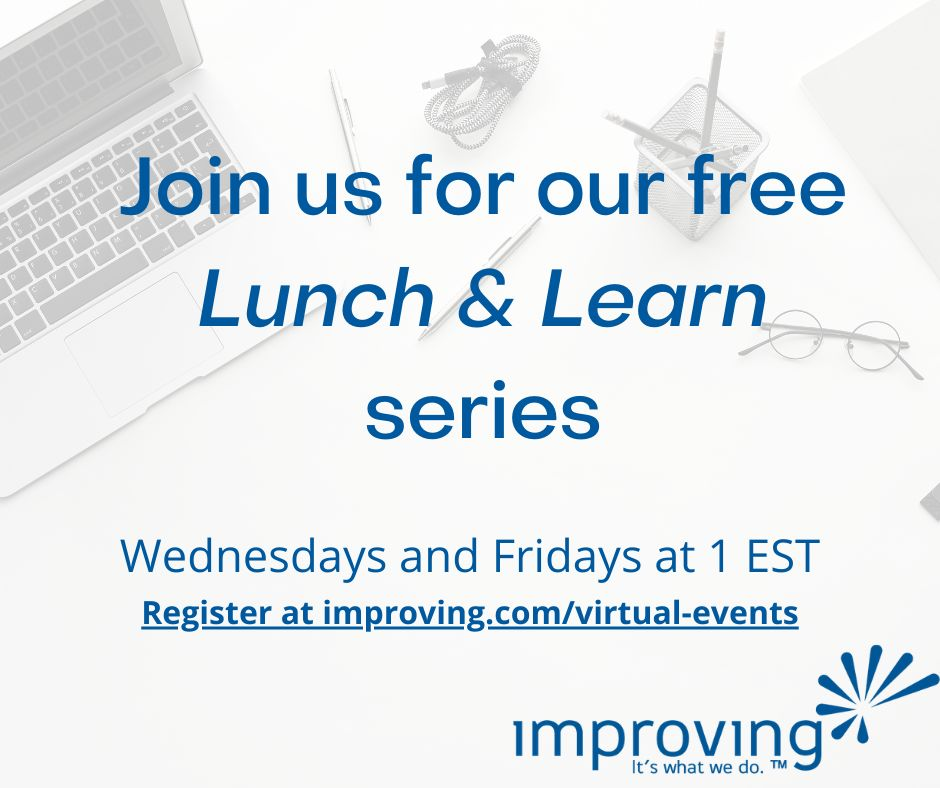 Join us for our free
Lunch & Learn
series
Wednesdays and Fridays at 1 EST
Register at improving.com/virtual-events
improving
It's what we do. ™